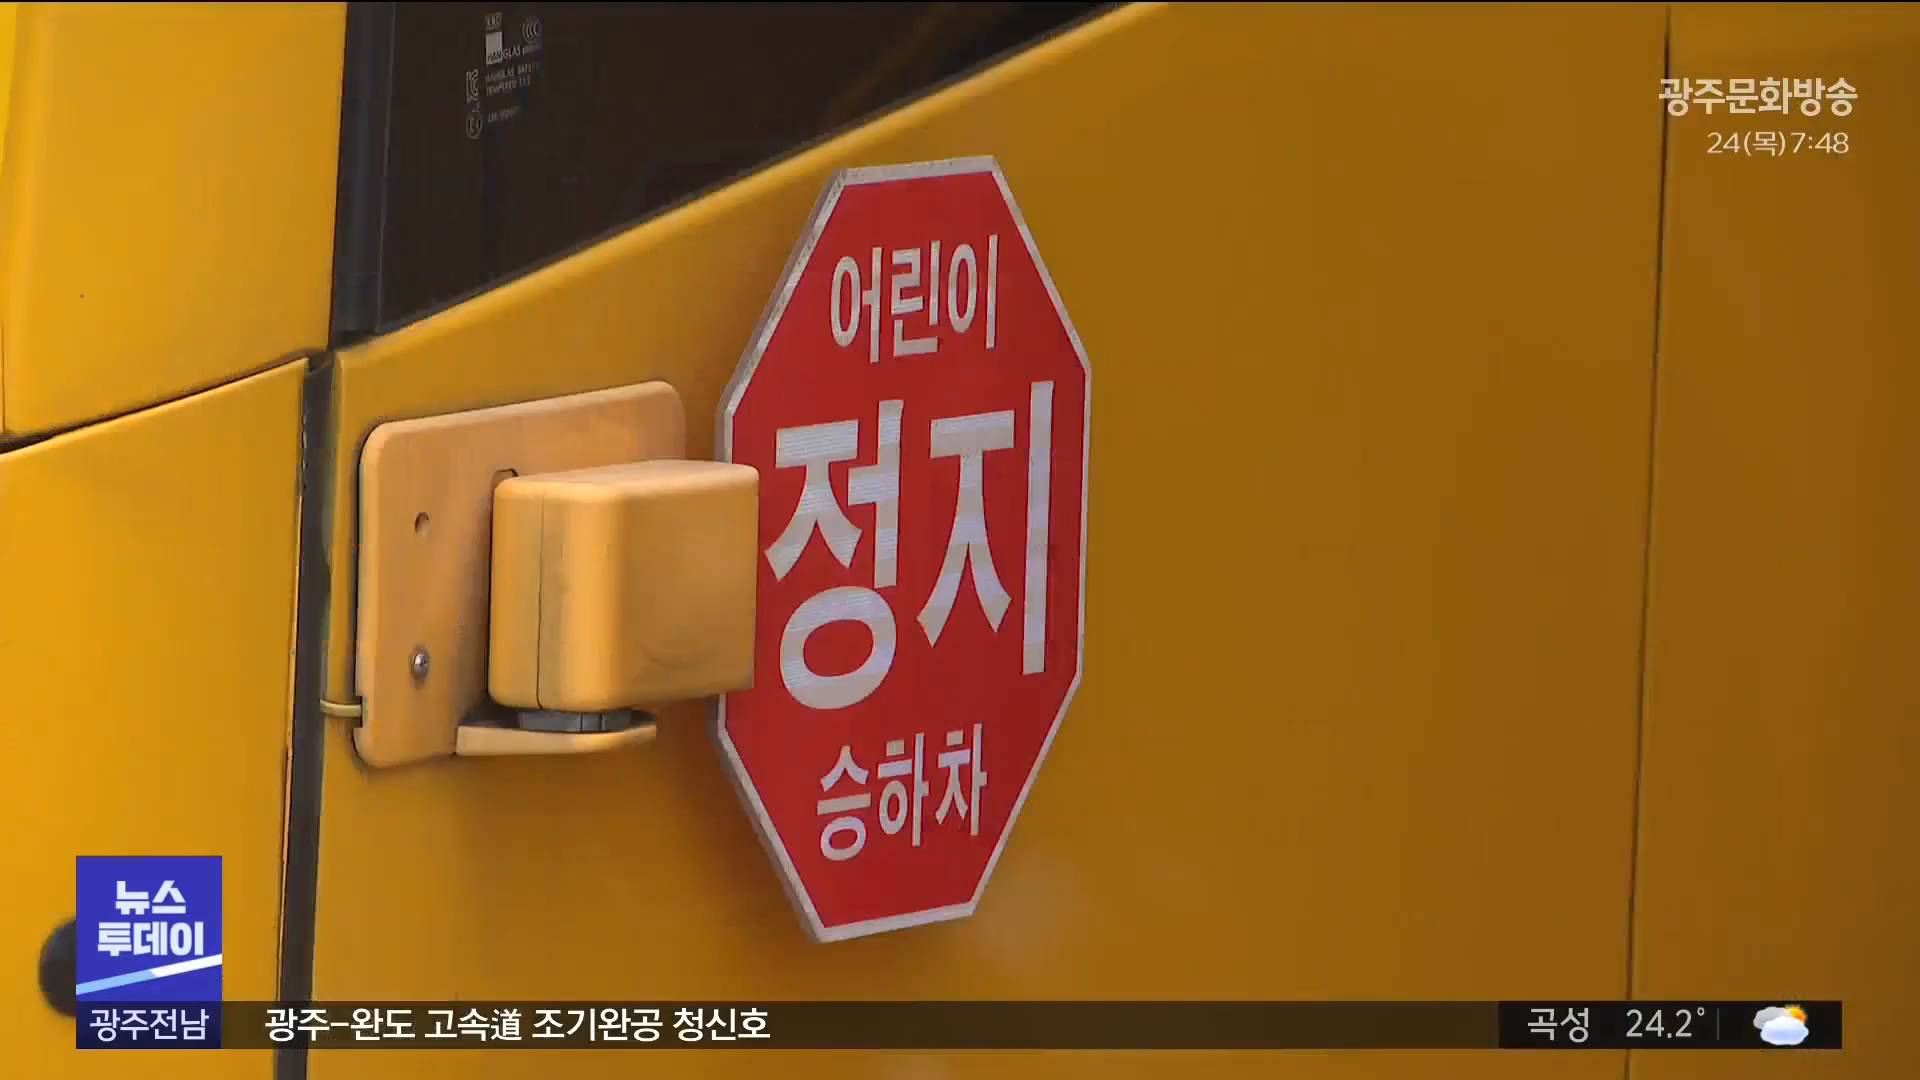 광주문화방송
24(목)7:48
어린이
정지
승하차
뉴스
투데이
광주전남
광주-완도 고속道 조기완공 청신호
곡성 24.2°